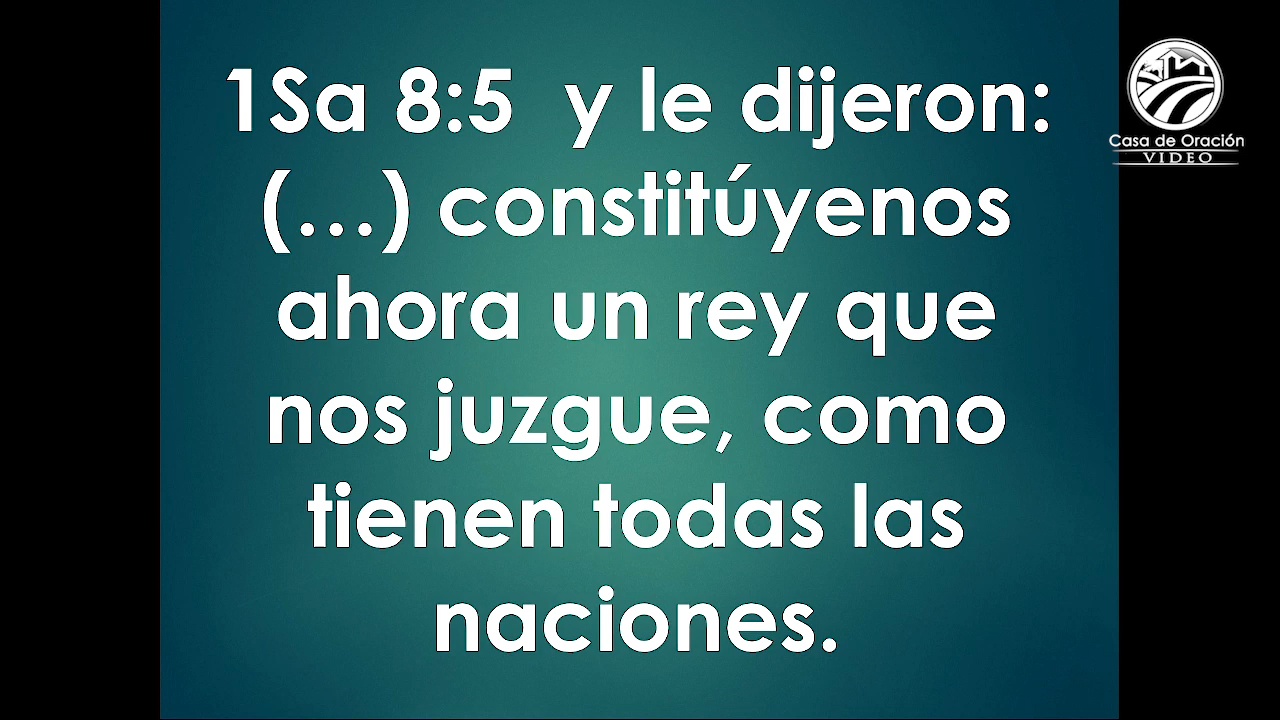 1Sa 8:5  y le dijeron:
(...) constitúyenos
ahora un rey que
nos juzgue, como
tienen todas las
naciones.
Casa de Oración
VIDEO